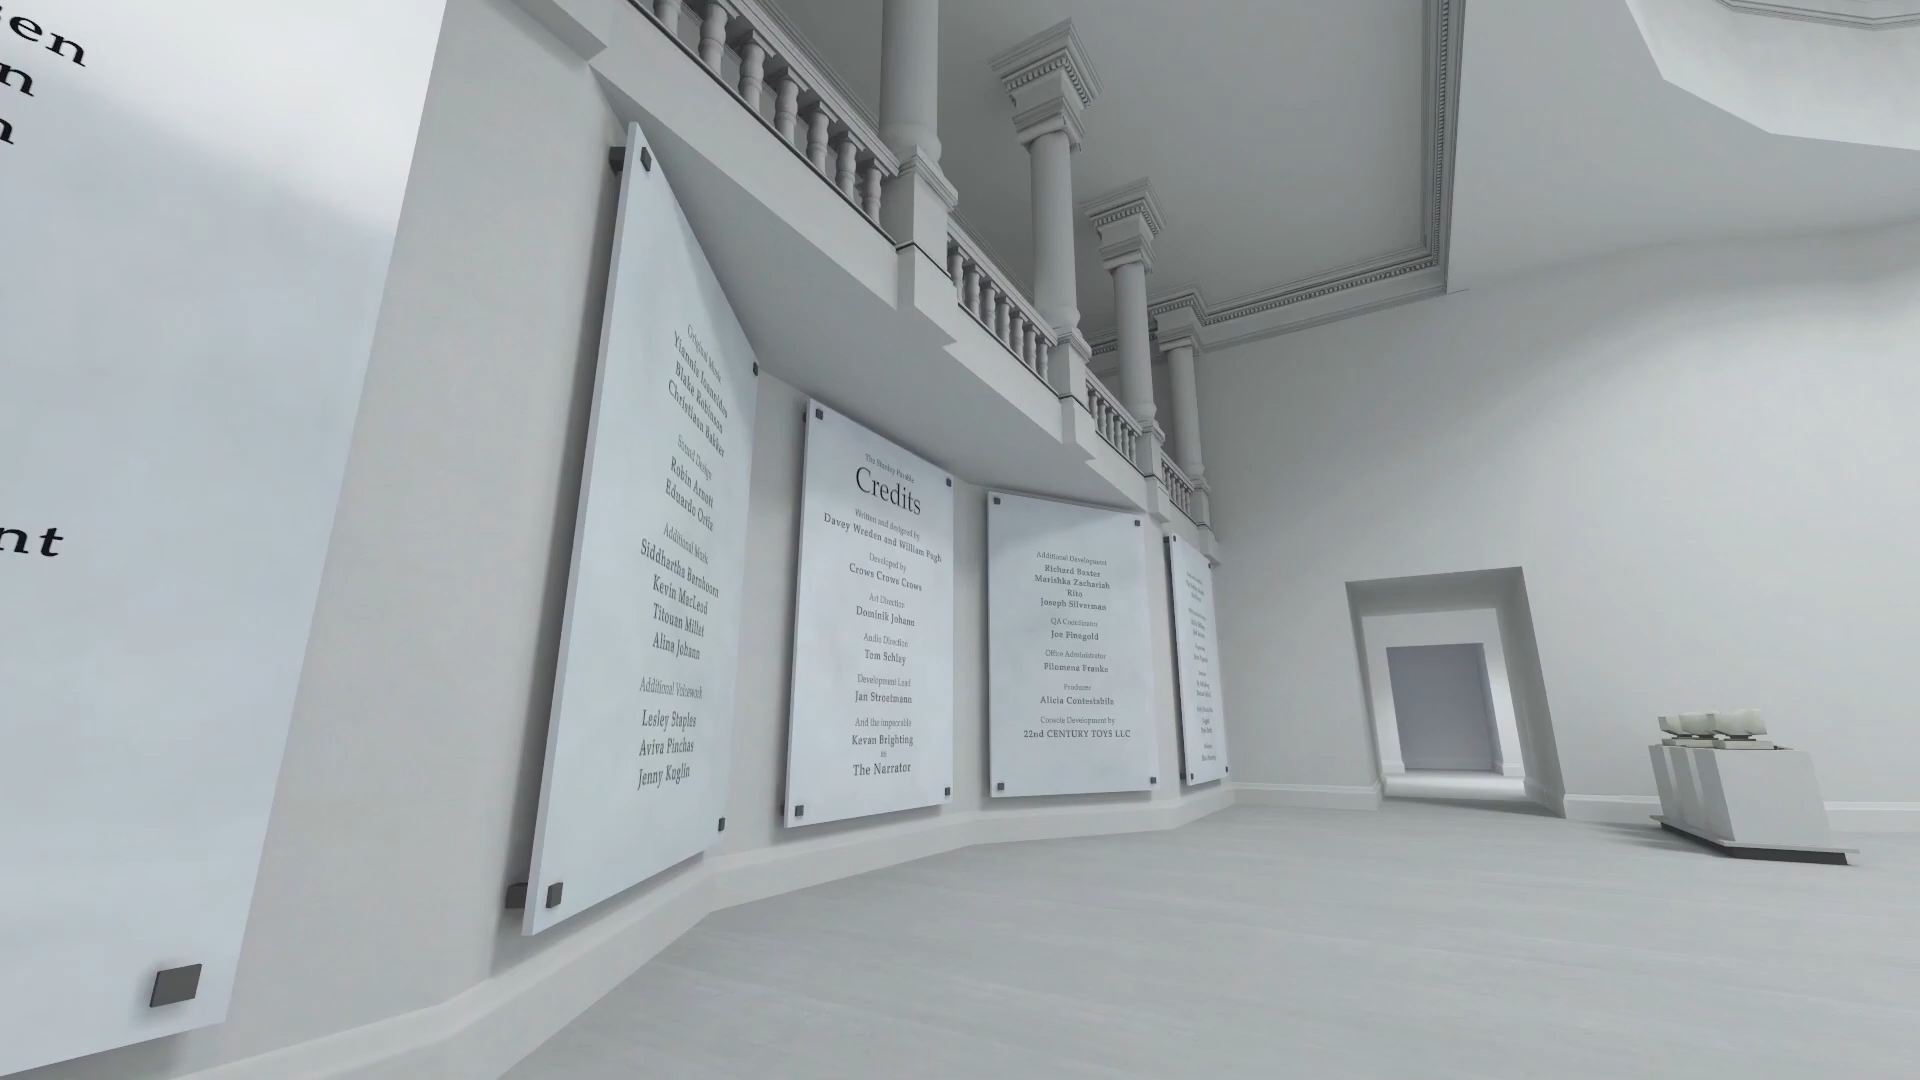 en
n
n
nt
Original Music
Yiannis Ioannides
Blake Robinson
Christiaan Bakker
Sound Design
Robin Arnott
Eduardo Ortiz
Additional Music
Siddhartha Barnhoorn
Kevin MacLeod
Titouan Millet
Alina Johann
Additional Voicework
Lesley Staples
Aviva Pinchas
Jenny Koglin
The Stanley Parable
Credits
Written and designed by
Davey Wreden and William Pugh
Developed by
Crows Crows Crows
Art Direction
Dominik Johann
Audio Direction
Tom Schley
Development Lead
Jan Stroetmann
And the impecable
Kevan Brighting
as
The Narrator
Additional Development
Richard Baxter
Marishka Zachariah
'Rito
Joseph Silverman
QA Coordinator
Joe Finegold
Office Administrator
Filomena Franke
Producer
Alicia Contestabile
Console Development by
22nd CENTURY TOYS LLC